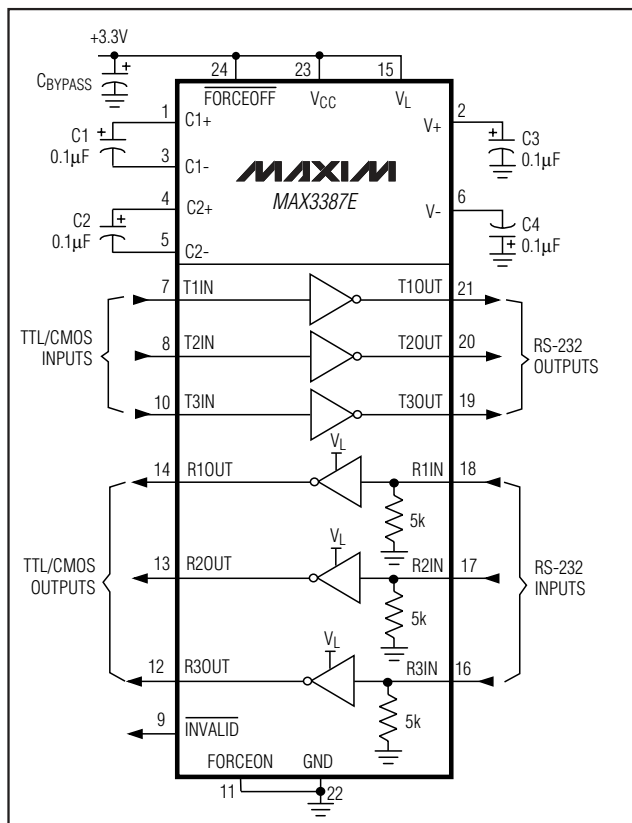 +3.3V
CBYPASS
+
24
23
15
FORCEOFF
VCC
VL
1
C1+
C1
+
0.1µF
3
C1-
4
C2+
C2
+
0.1µF
5
C2-
MAXIM
MAX3387E
2
V+
+
C3
0.1µF
6
V-
C4
+
0.1µF
7
T1IN
T1OUT
21
TTL/CMOS
INPUTS
8
T2IN
T2OUT
20
RS-232
OUTPUTS
10
T3IN
T3OUT
19
14
R1OUT
VL
R1IN
18
5k
TTL/CMOS
OUTPUTS
13
R2OUT
VL
R2IN
17
5k
RS-232
INPUTS
12
R3OUT
VL
R3IN
16
5k
9
INVALID
FORCEON
GND
11
22